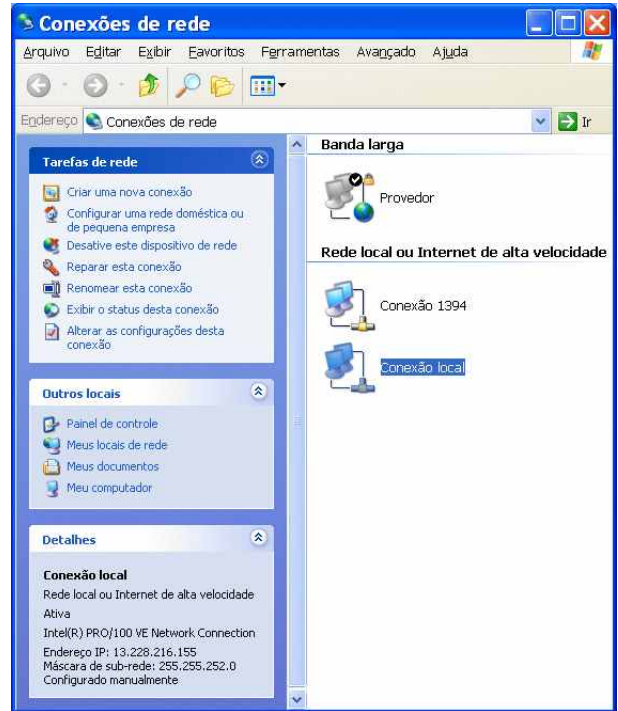 Conexões de rede
Arquivo Editar Exibir Favoritos Ferramentas Avançado Ajuda
Endereço Conexões de rede Ir
Tarefas de rede
Criar uma nova conexão
Configurar uma rede doméstica ou
de pequena empresa
Desative este dispositivo de rede
Reparar esta conexão
Renomear esta conexão
Exibir o status desta conexão
Alterar as configurações desta
conexão
Outros locais
Painel de controle
Meus locais de rede
Meus documentos
Meu computador
Detalhes
Conexão local
Rede local ou Internet de alta velocidade
Ativa
Intel(R) PRO/100 VE Network Connection
Endereço IP: 13.228.216.155
Máscara de sub-rede: 255.255.252.0
Configurado manualmente
Banda larga
Provedor
Rede local ou Internet de alta velocidade
Conexão 1394
Conexão local